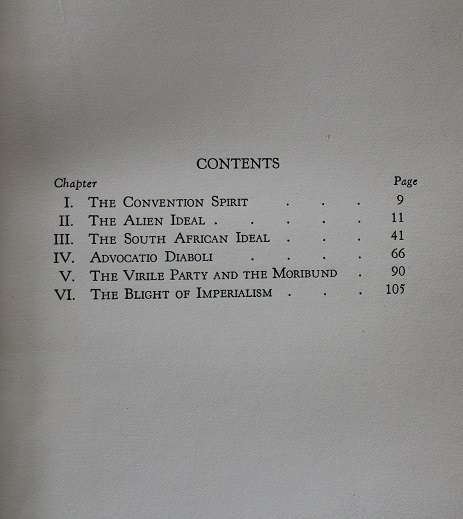 CONTENTS
Chapter Page
I. THE CONVENTION SPIRIT . . . 9
II. THE ALIEN IDEAL . . . . . 11
III. THE SOUTH AFRICAN IDEAL . . . 41
IV. ADVOCATIO DIABOLI . . . . 66
V. THE VIRILE PARTY AND THE MORIBUND . 90
VI. THE BLIGHT OF IMPERIALISM . . . 105